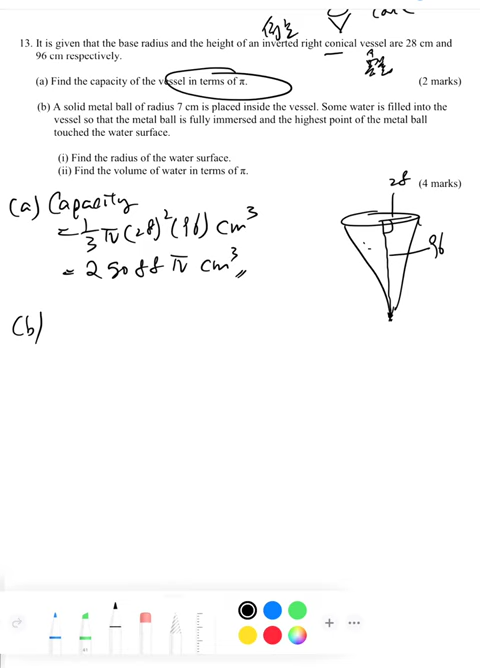 cone
倒立
13. It is given that the base radius and the height of an inverted right conical vessel are 28 cm and
96 cm respectively.
(a) Find the capacity of the vessel in terms of π. (2 marks)
(b) A solid metal ball of radius 7 cm is placed inside the vessel. Some water is filled into the
vessel so that the metal ball is fully immersed and the highest point of the metal ball
touched the water surface.
(i) Find the radius of the water surface.
(ii) Find the volume of water in terms of π.
(4 marks)
28
(a) Capacity
= 1/3 π (28)² (96) cm³
96
= 25088 π cm³
(b)